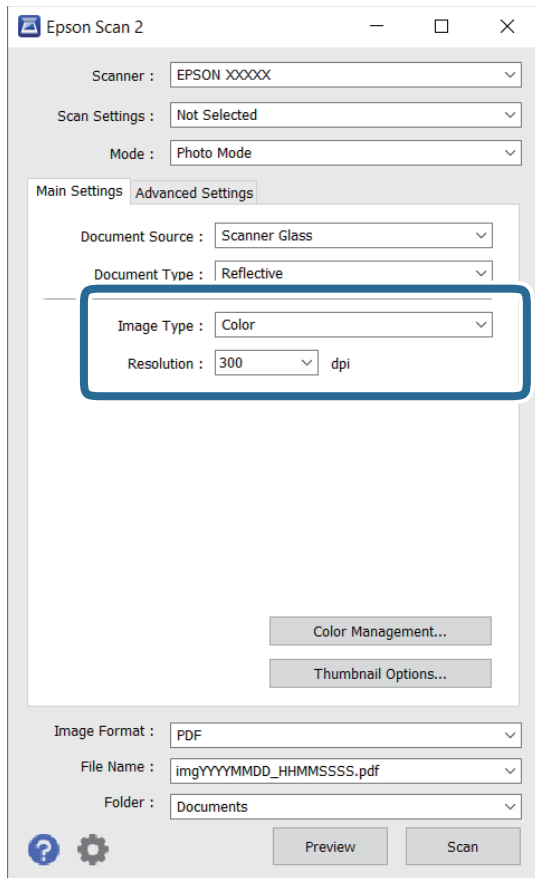 Epson Scan 2
Scanner : EPSON XXXXX
Scan Settings : Not Selected
Mode : Photo Mode
Main Settings Advanced Settings
Document Source : Scanner Glass
Document Type : Reflective
Image Type : Color
Resolution : 300 dpi
Color Management...
Thumbnail Options...
Image Format : PDF
File Name : imgYYYYMMDD_HHMMSSSS.pdf
Folder : Documents
? Preview Scan